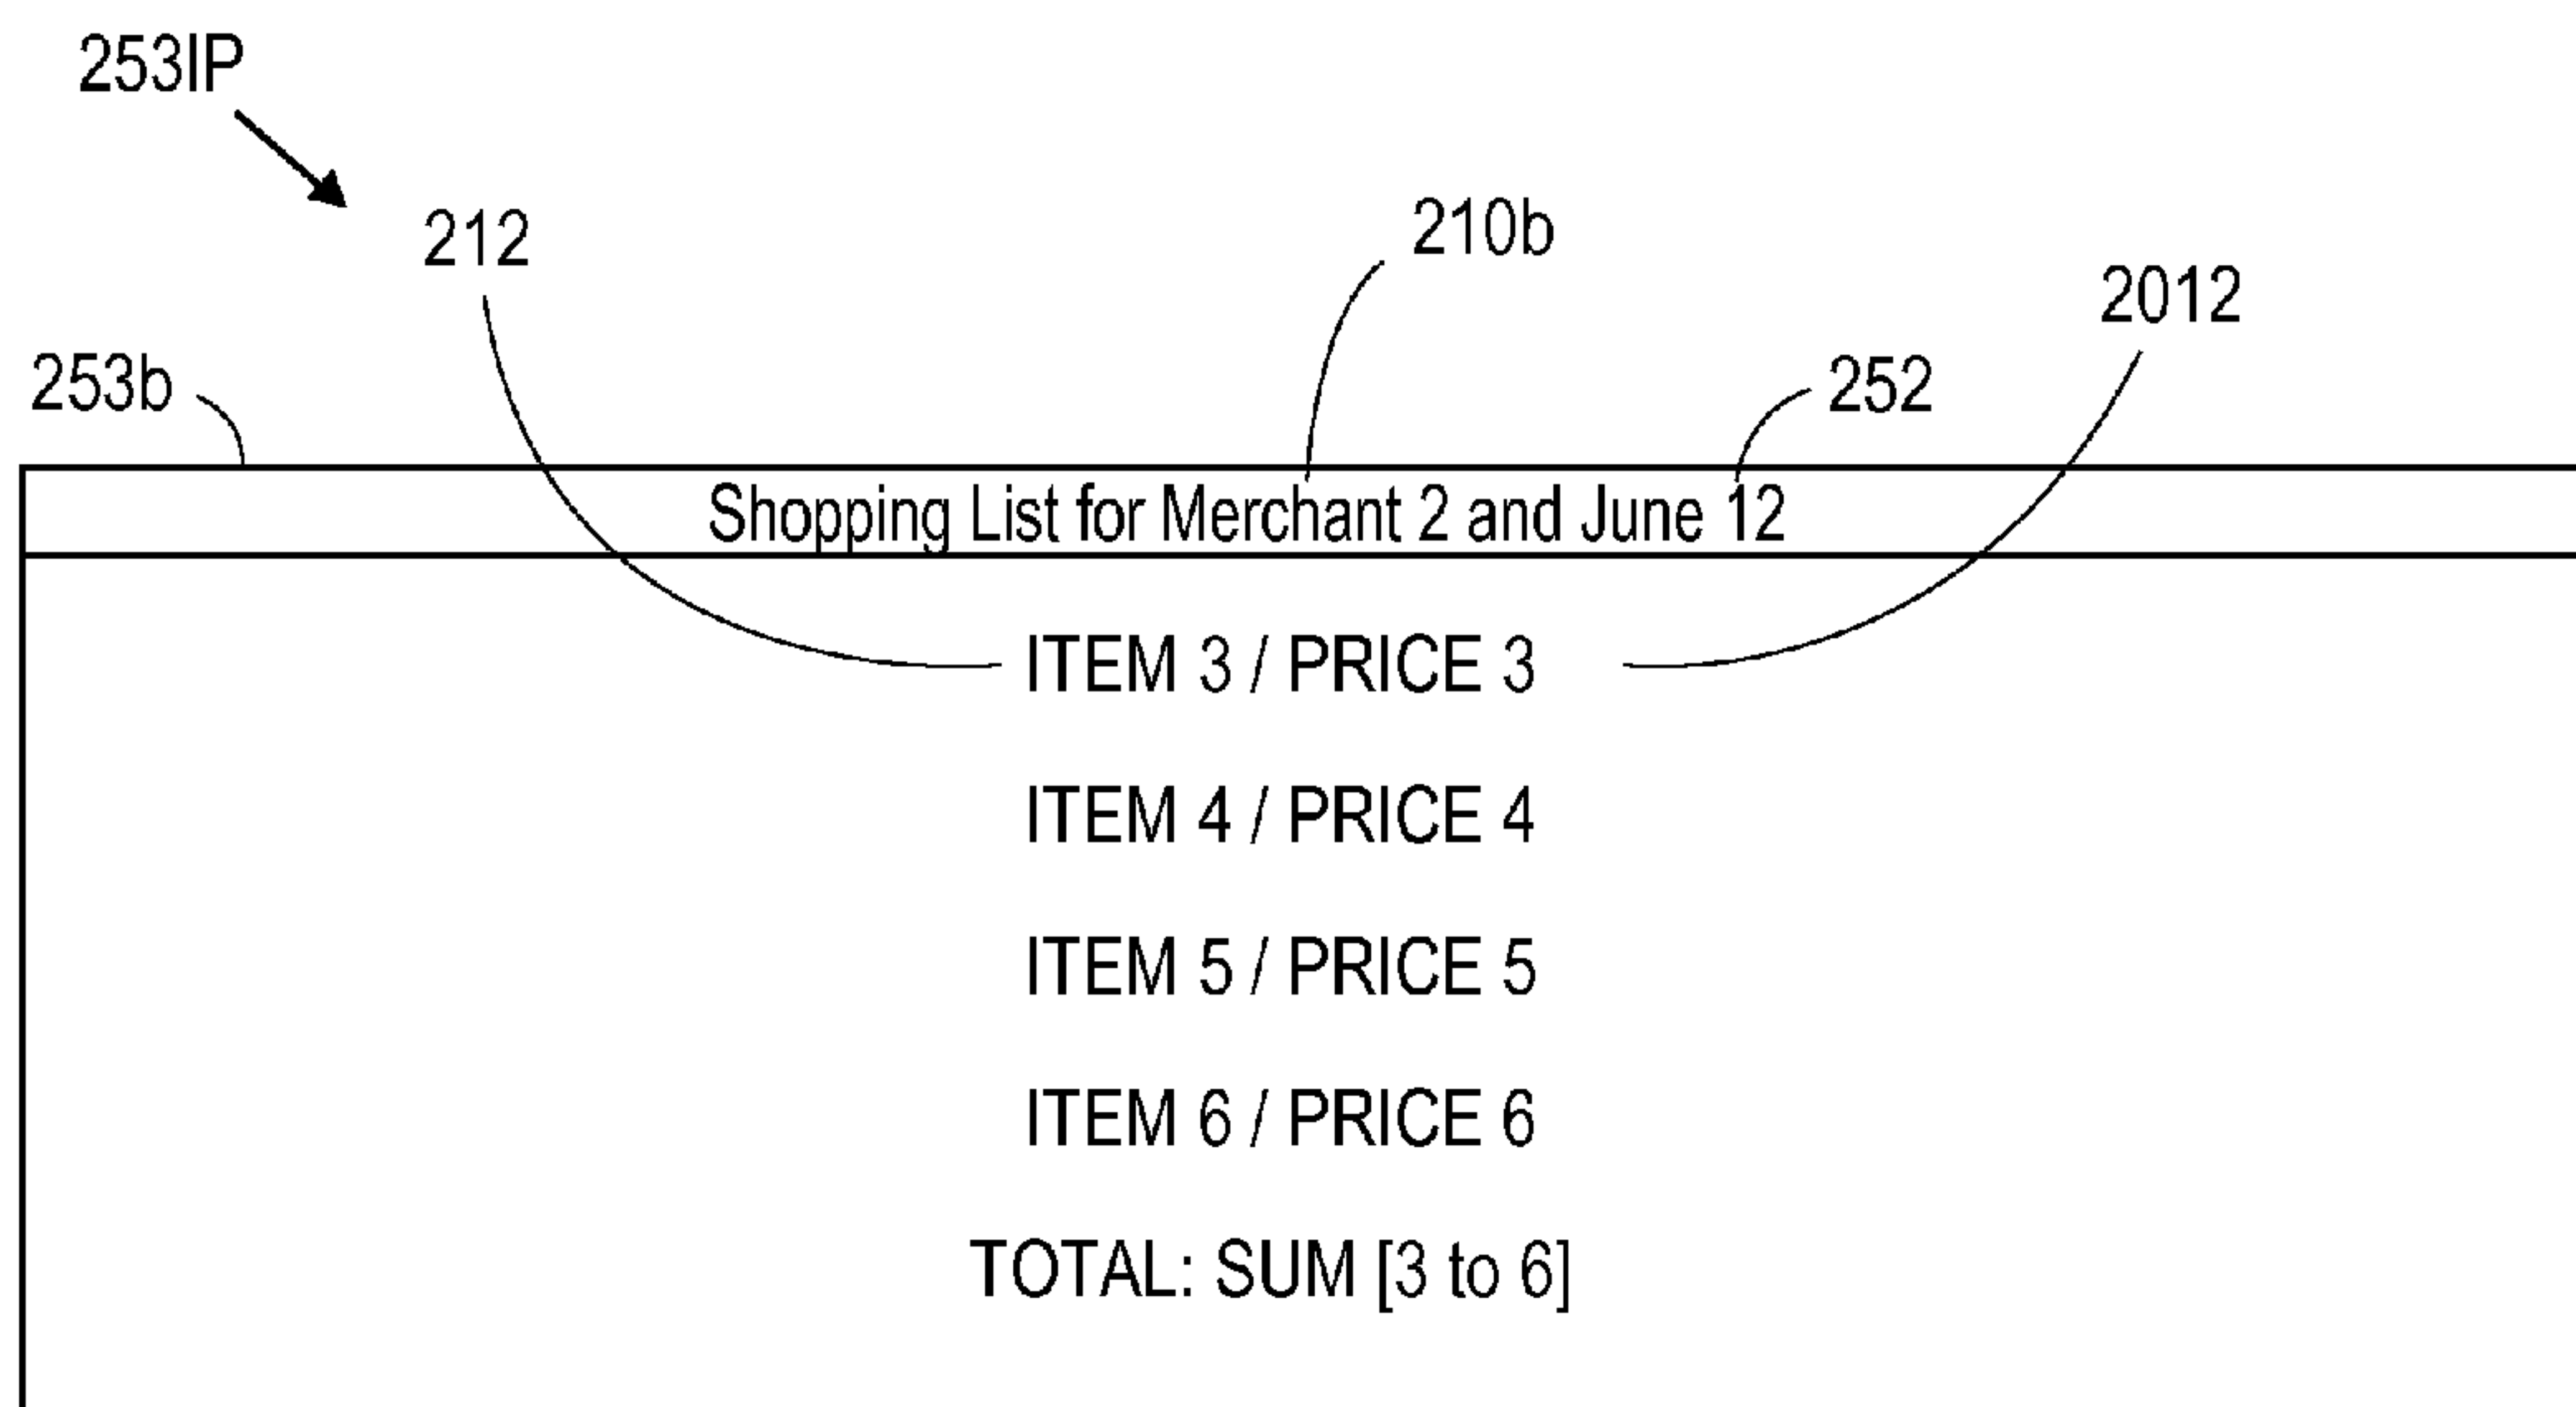 253IP
212
210b
2012
253b
252
Shopping List for Merchant 2 and June 12
ITEM 3 / PRICE 3
ITEM 4 / PRICE 4
ITEM 5 / PRICE 5
ITEM 6 / PRICE 6
TOTAL: SUM [3 to 6]